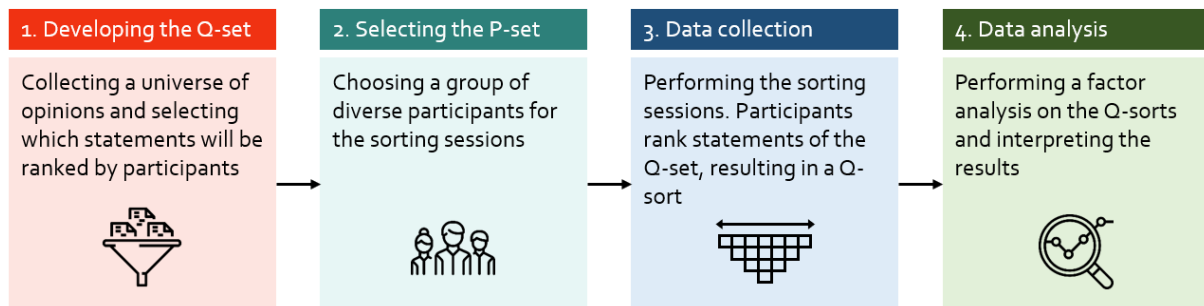 1. Developing the Q-set
Collecting a universe of
opinions and selecting
which statements will be
ranked by participants
2. Selecting the P-set
Choosing a group of
diverse participants for
the sorting sessions
3. Data collection
Performing the sorting
sessions. Participants
rank statements of the
Q-set, resulting in a Q-
sort
4. Data analysis
Performing a factor
analysis on the Q-sorts
and interpreting the
results